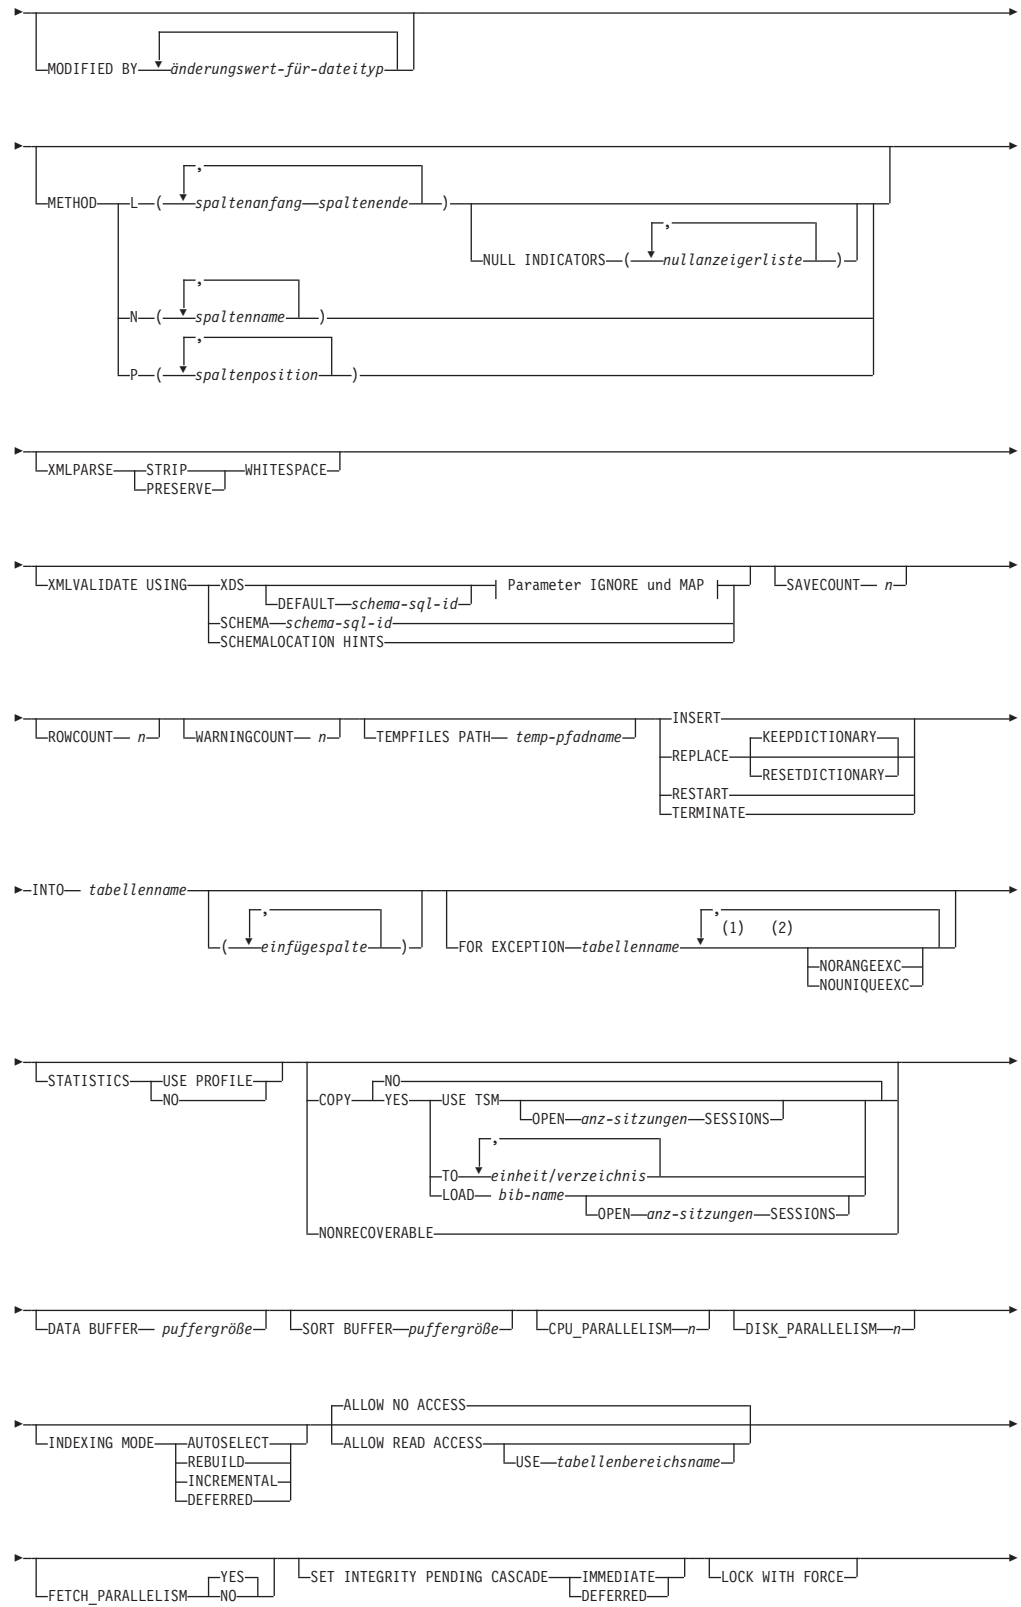 MODIFIED BY änderungswert-für-dateityp
,
METHOD L ( spaltenanfang spaltenende )
,
NULL INDICATORS ( nullanzeigerliste )
,
N ( spaltenname )
,
P ( spaltenposition )
XMLPARSE STRIP WHITESPACE
PRESERVE
XMLVALIDATE USING XDS Parameter IGNORE und MAP SAVECOUNT n
DEFAULT schema-sql-id
SCHEMA schema-sql-id
SCHEMALOCATION HINTS
INSERT
ROWCOUNT n WARNINGCOUNT n TEMPFILES PATH temp-pfadname KEEPDICTIONARY
REPLACE
RESETDICTIONARY
RESTART
TERMINATE
INTO tabellenname
, ,
( einfügespalte ) FOR EXCEPTION tabellenname (1) (2)
NORANGEEXC
NOUNIQUEEXC
STATISTICS USE PROFILE NO
NO COPY YES USE TSM
OPEN anz-sitzungen SESSIONS
,
TO einheit/verzeichnis
LOAD bib-name
OPEN anz-sitzungen SESSIONS
NONRECOVERABLE
DATA BUFFER puffergröße SORT BUFFER puffergröße CPU_PARALLELISM n DISK_PARALLELISM n
ALLOW NO ACCESS
INDEXING MODE AUTOSELECT ALLOW READ ACCESS
REBUILD USE tabellenbereichsname
INCREMENTAL
DEFERRED
YES SET INTEGRITY PENDING CASCADE IMMEDIATE LOCK WITH FORCE
FETCH_PARALLELISM NO DEFERRED